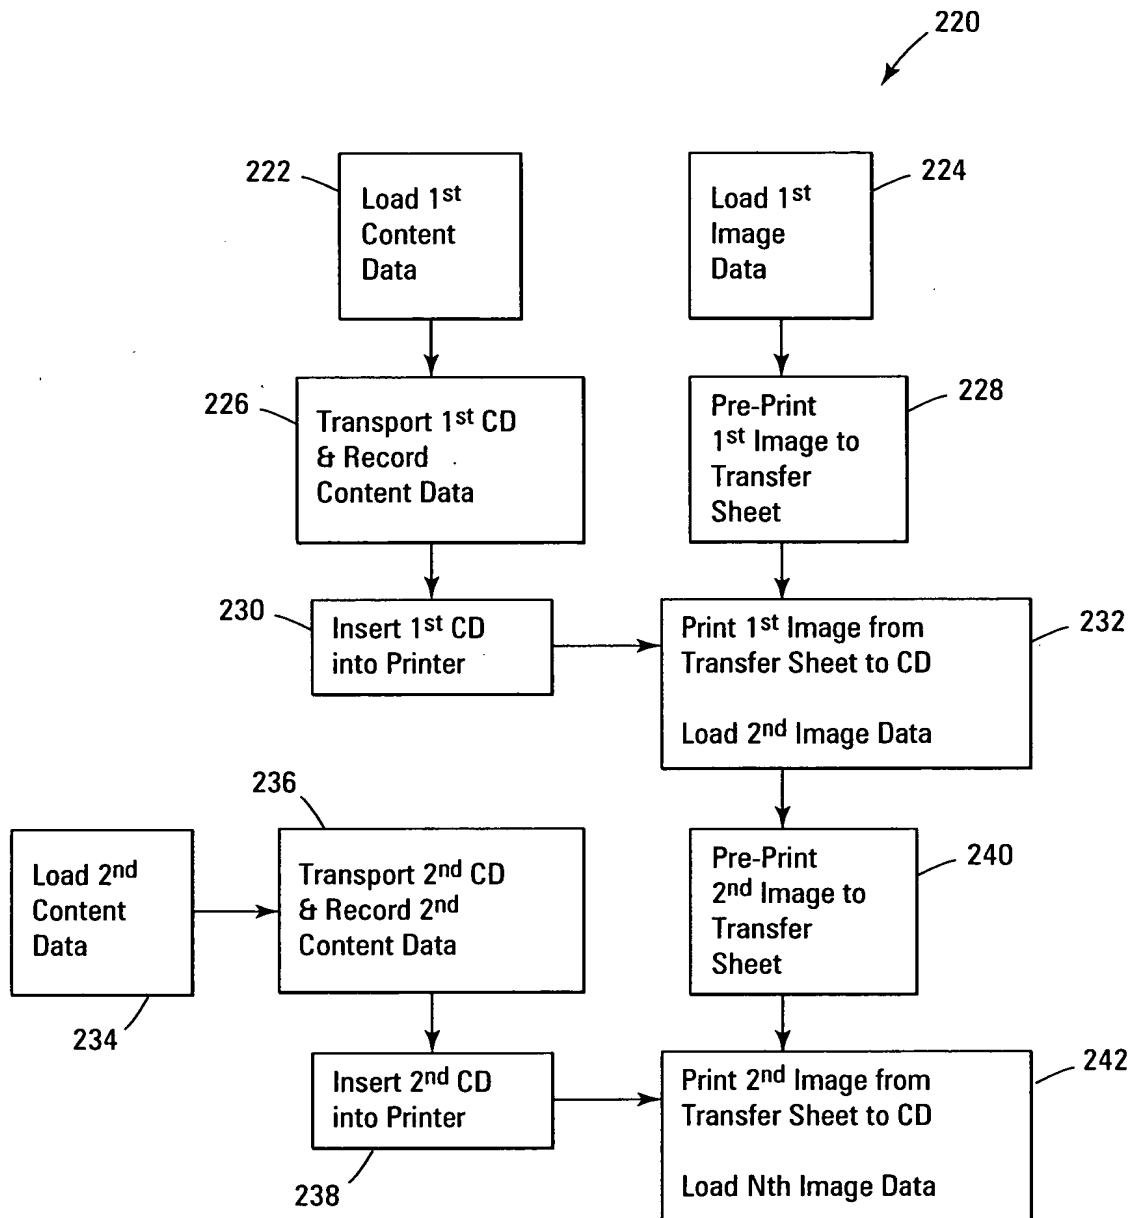 220
222
Load 1st
Content
Data
224
Load 1st
Image
Data
226
Transport 1st CD
& Record
Content Data
228
Pre-Print
1st Image to
Transfer
Sheet
230
Insert 1st CD
into Printer
232
Print 1st Image from
Transfer Sheet to CD
Load 2nd Image Data
234
Load 2nd
Content
Data
236
Transport 2nd CD
& Record 2nd
Content Data
240
Pre-Print
2nd Image to
Transfer
Sheet
238
Insert 2nd CD
into Printer
242
Print 2nd Image from
Transfer Sheet to CD
Load Nth Image Data